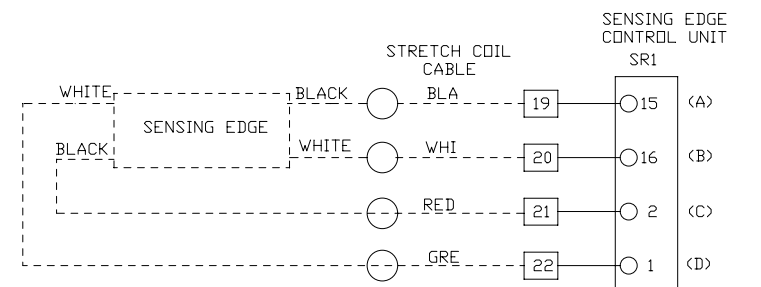 SENSING EDGE
CONTROL UNIT
SR1
STRETCH COIL
CABLE
WHITE BLACK BLA 19 15 (A)
SENSING EDGE
BLACK WHITE WHI 20 16 (B)
RED 21 2 (C)
GRE 22 1 (D)